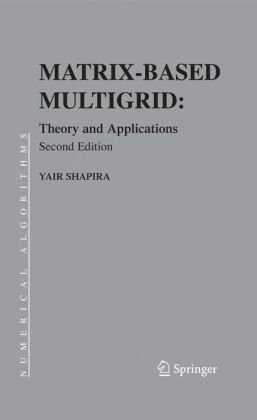 MATRIX-BASED
MULTIGRID:
Theory and Applications
Second Edition
YAIR SHAPIRA
NUMERICAL ALGORITHMS
Springer